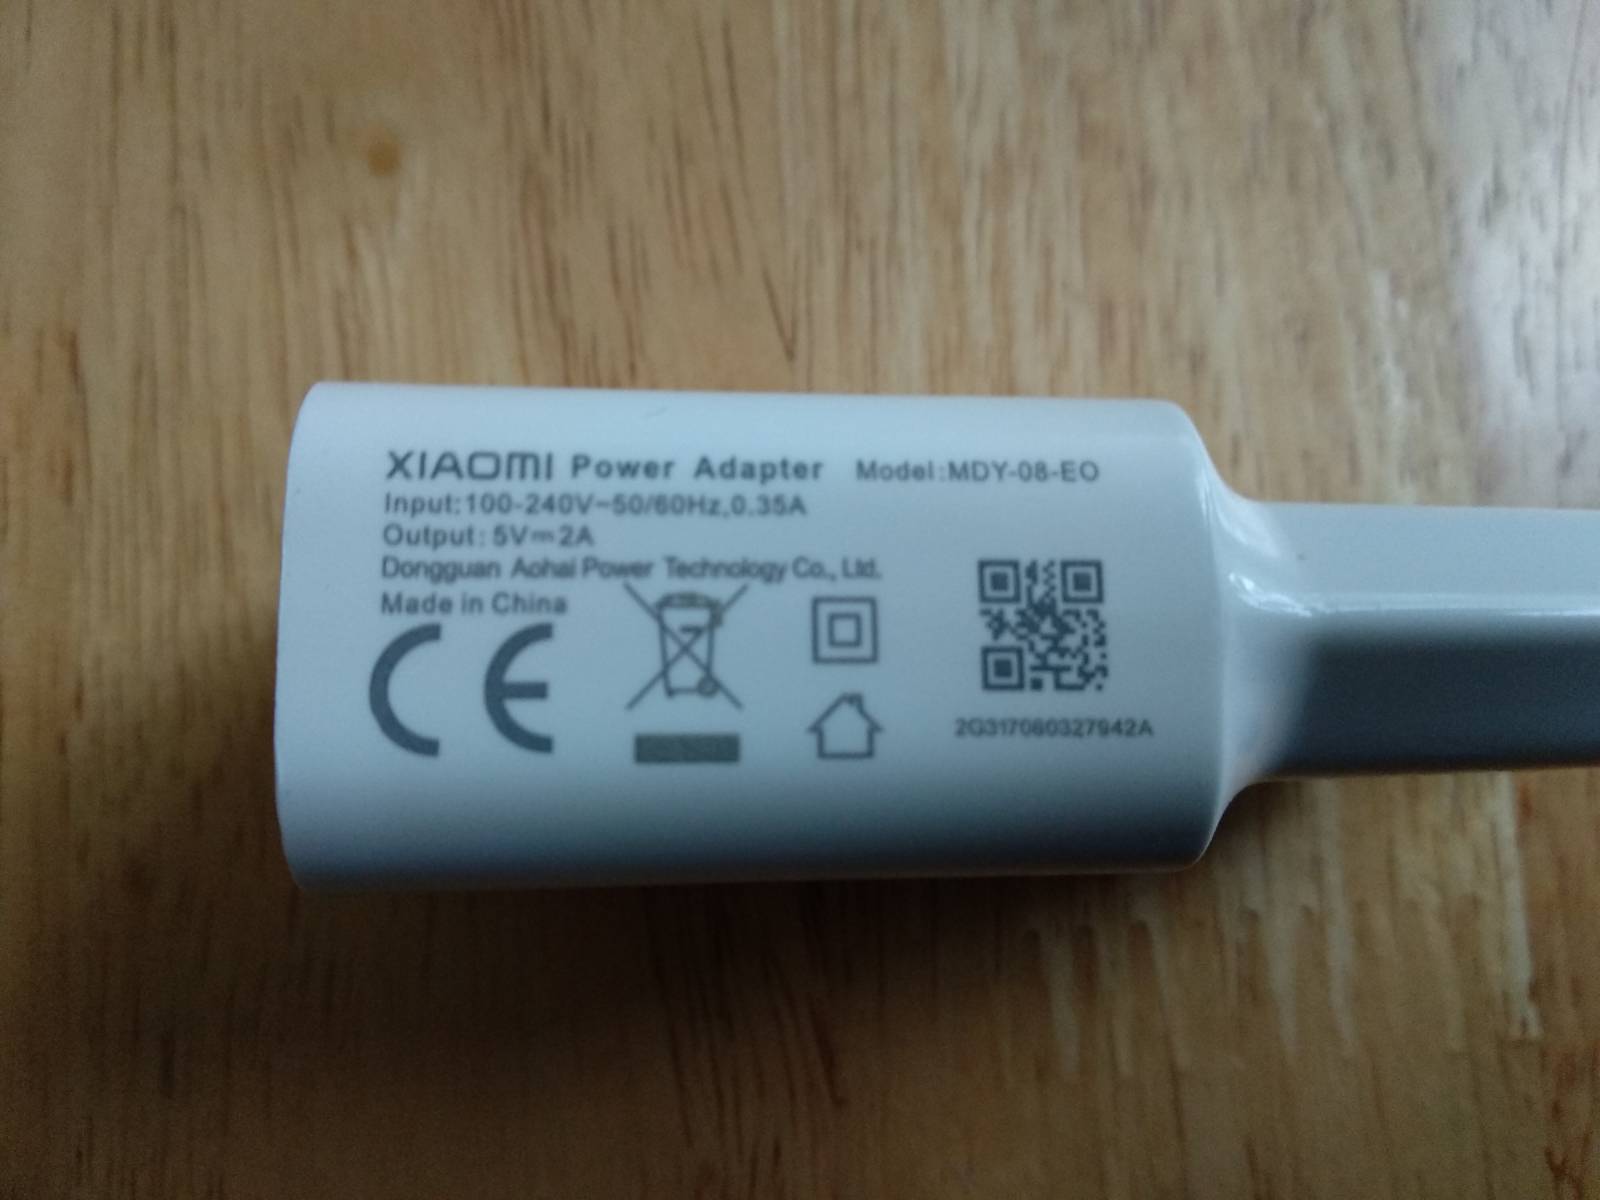 XIAOMI Power Adapter Model:MDY-08-EO
Input:100-240V~50/60Hz,0.35A
Output: 5V⎓2A
Dongguan Aohai Power Technology Co., Ltd.
Made in China
CE
2G317080327942A